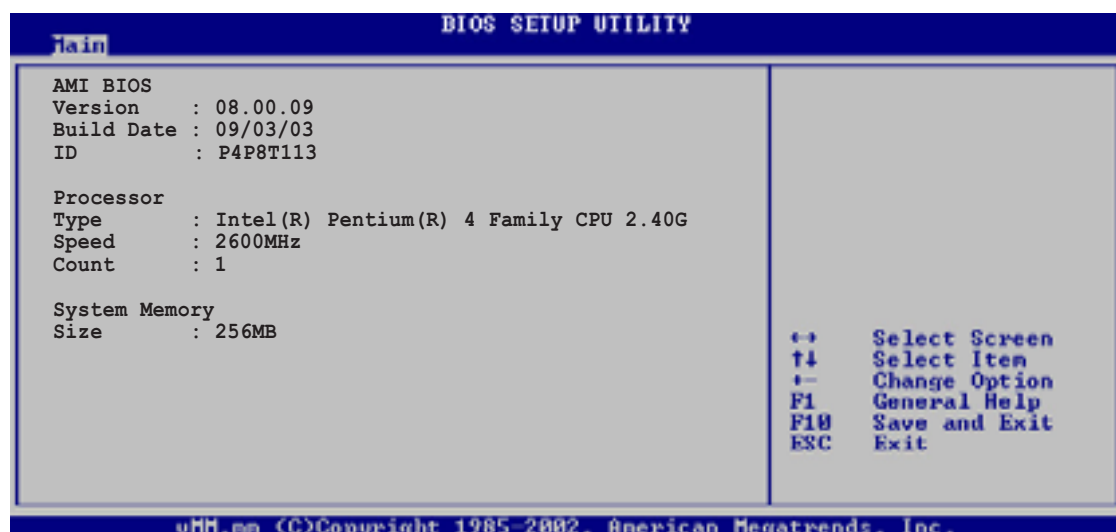 BIOS SETUP UTILITY
Main
AMI BIOS
Version : 08.00.09
Build Date : 09/03/03
ID : P4P8T113
Processor
Type : Intel(R) Pentium(R) 4 Family CPU 2.40G
Speed : 2600MHz
Count : 1
System Memory
Size : 256MB
←→ Select Screen
↑↓ Select Item
+- Change Option
F1 General Help
F10 Save and Exit
ESC Exit
(C)Copyright 1985-2002, American Megatrends, Inc.